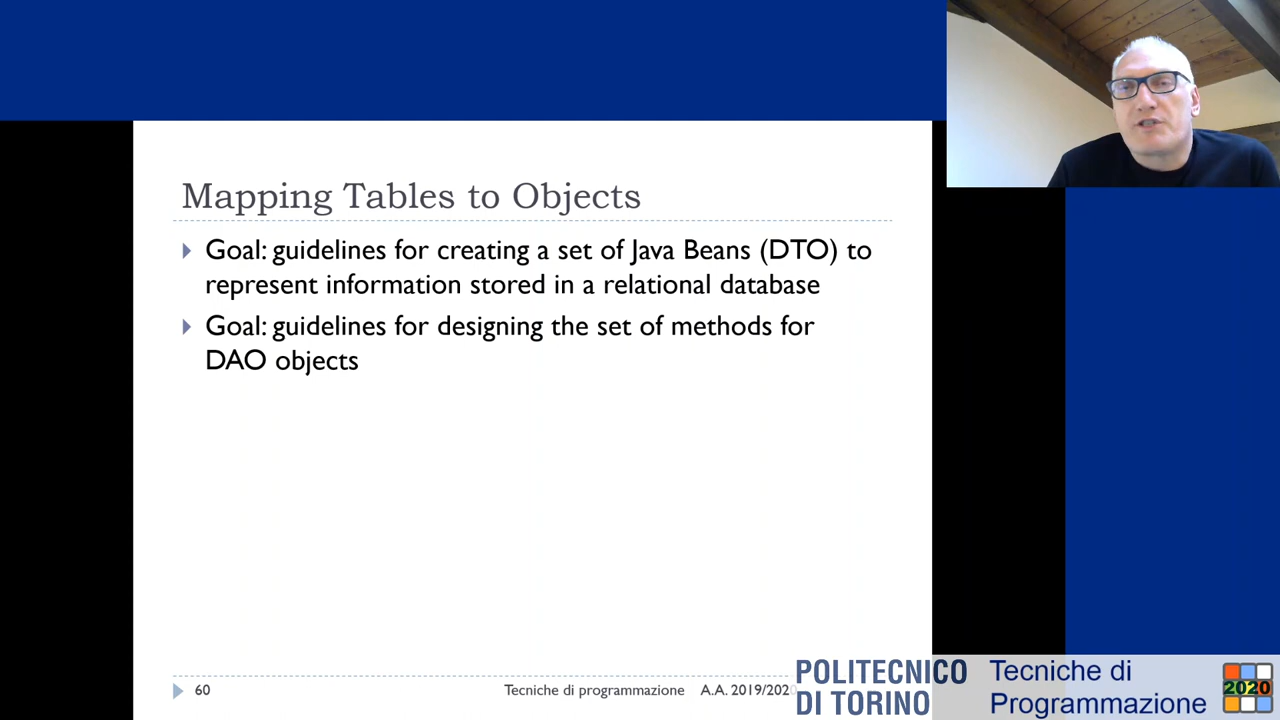 Mapping Tables to Objects
Goal: guidelines for creating a set of Java Beans (DTO) to
represent information stored in a relational database
Goal: guidelines for designing the set of methods for
DAO objects
60
Tecniche di programmazione A.A. 2019/2020
POLITECNICO
DI TORINO
Tecniche di
Programmazione
2020